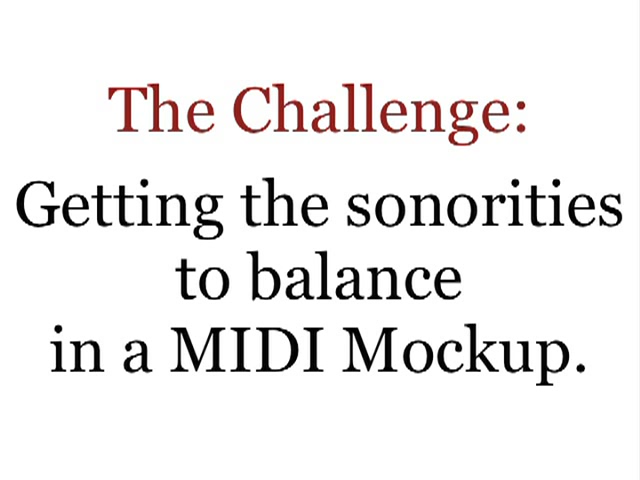 The Challenge:
Getting the sonorities
to balance
in a MIDI Mockup.